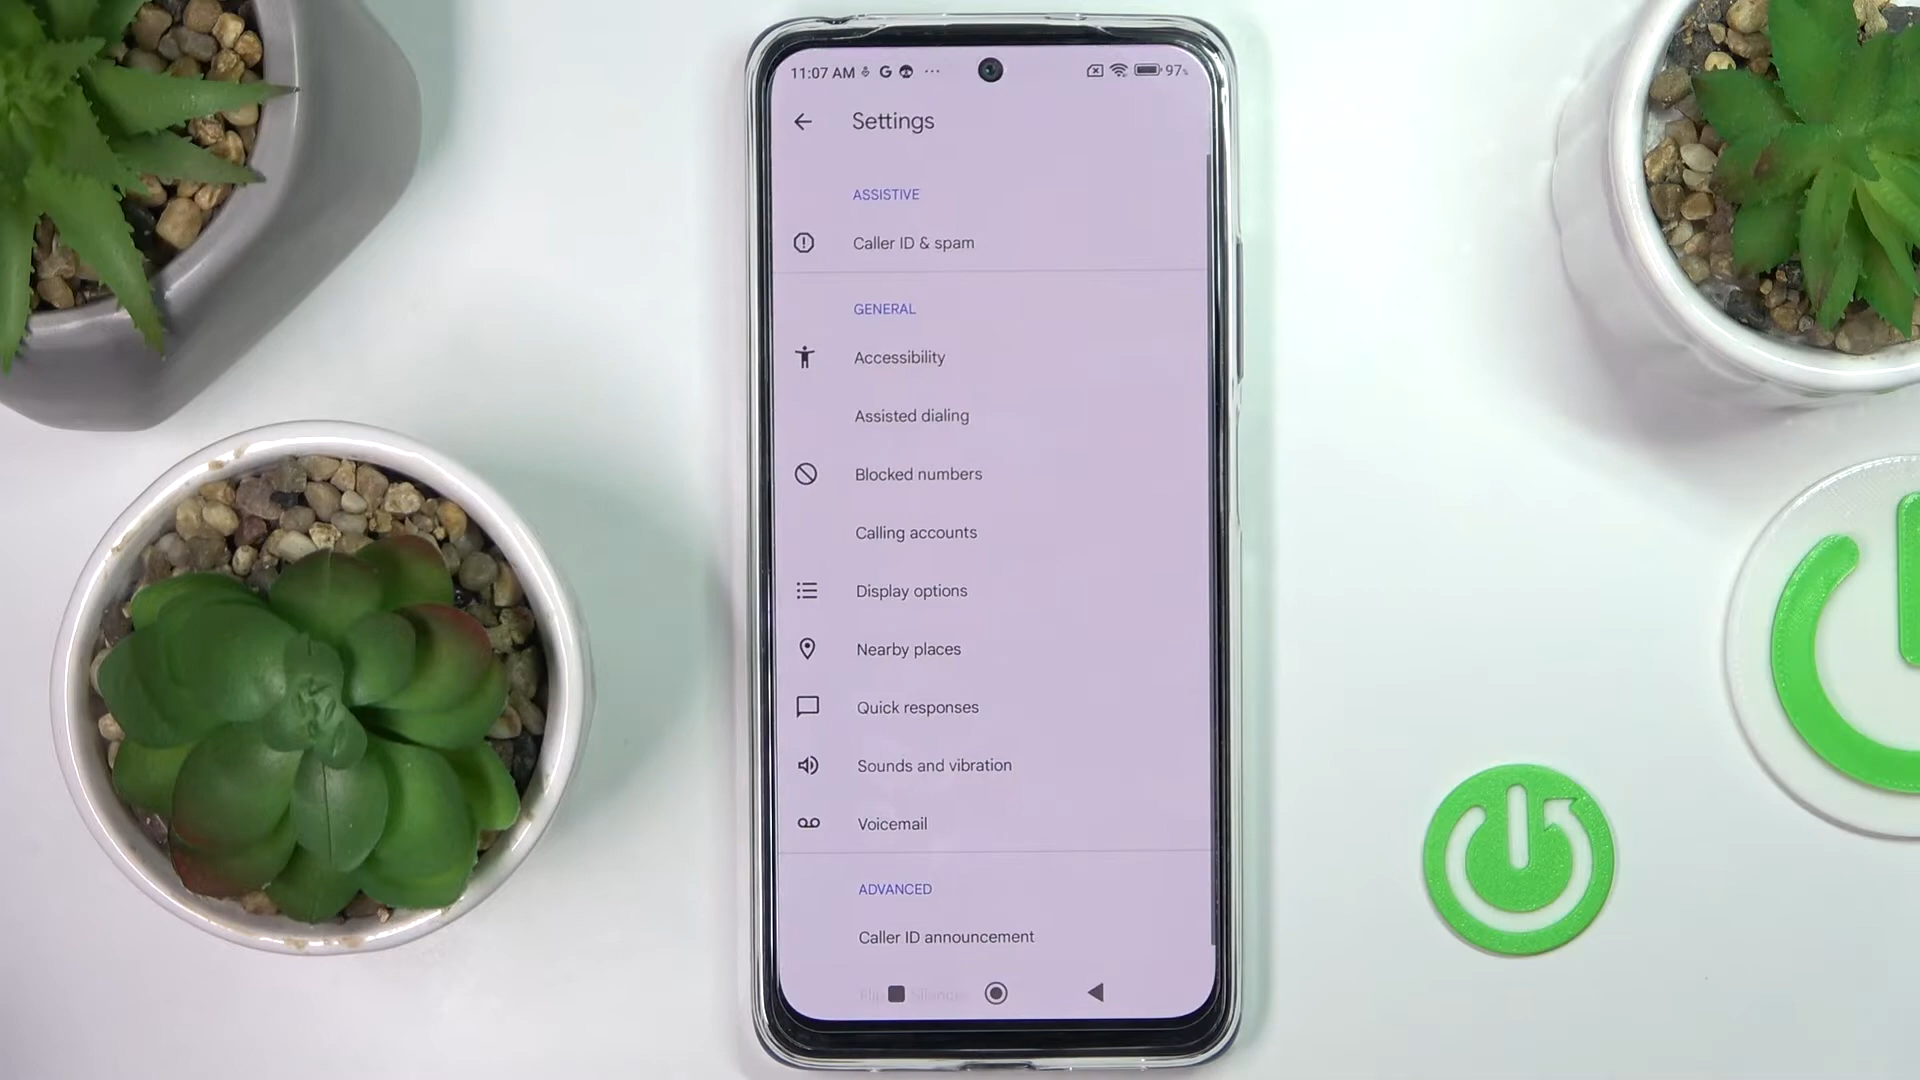 11:07 AM G ... 97%
Settings
ASSISTIVE
Caller ID & spam
GENERAL
Accessibility
Assisted dialing
Blocked numbers
Calling accounts
Display options
Nearby places
Quick responses
Sounds and vibration
Voicemail
ADVANCED
Caller ID announcement